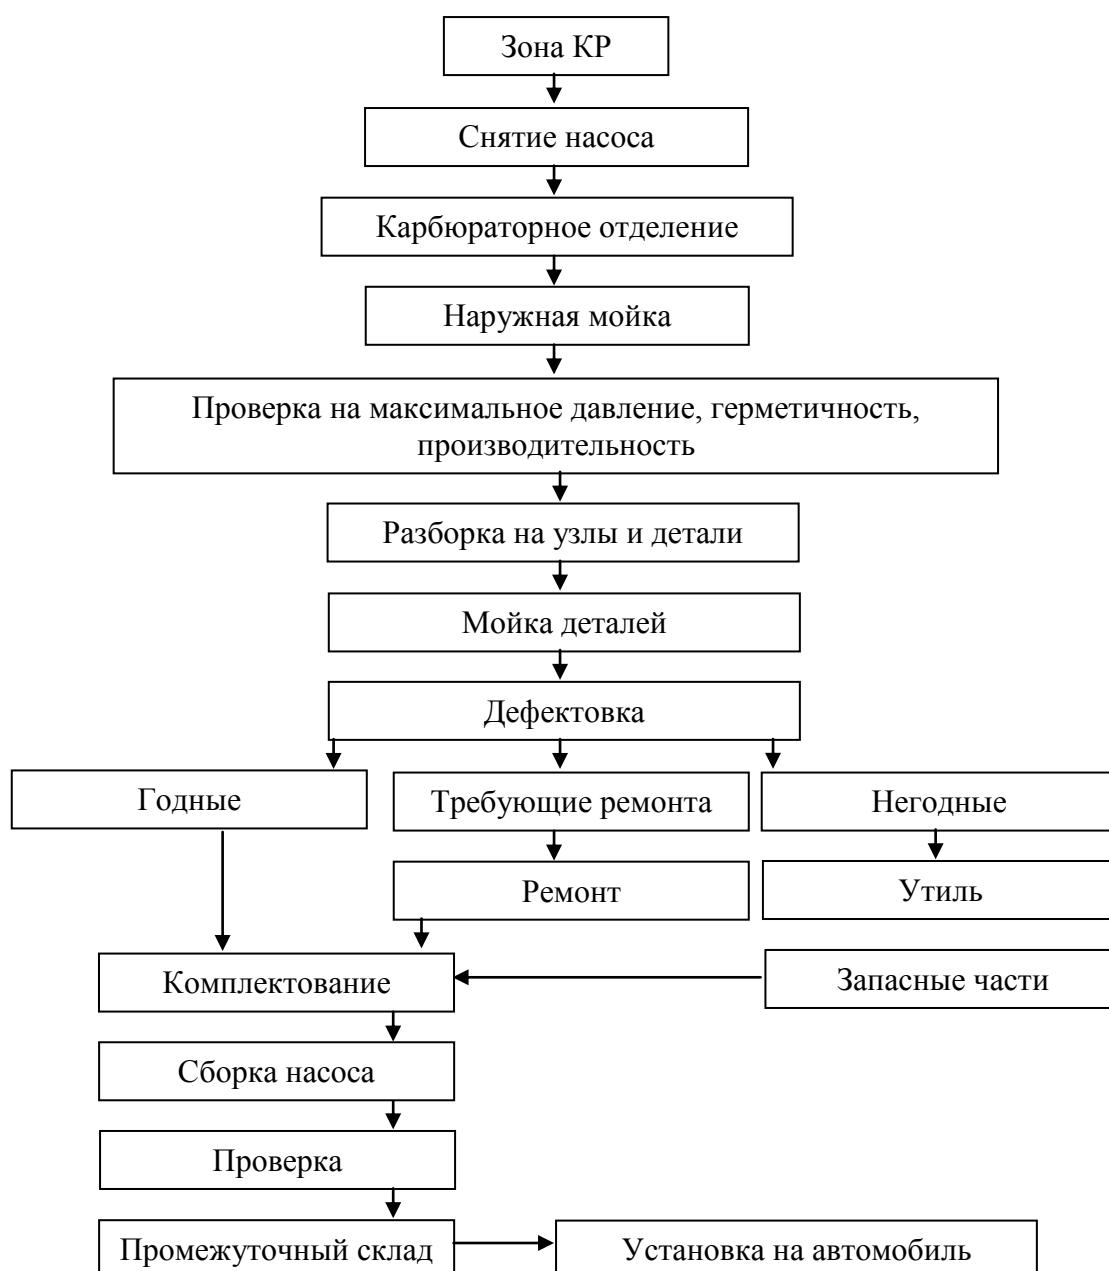 Зона КР
Снятие насоса
Карбюраторное отделение
Наружная мойка
Проверка на максимальное давление, герметичность,
производительность
Разборка на узлы и детали
Мойка деталей
Дефектовка
Годные
Требующие ремонта
Негодные
Ремонт
Утиль
Комплектование
Запасные части
Сборка насоса
Проверка
Промежуточный склад
Установка на автомобиль